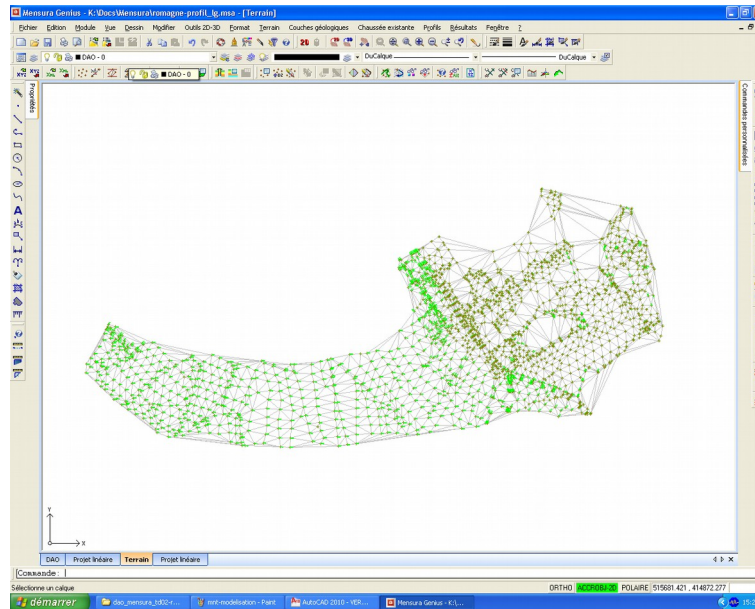 Mensura Genius - K:\Docs\Mensura\romagne-profil_lg.msa - [Terrain]
Fichier Edition Module Vue Dessin Modifier Outils 2D-3D Format Terrain Couches géologiques Chaussée existante Profils Résultats Fenêtre ?
DAO - 0 DuCalque DuCalque
DAO - 0
Propriétés
Commandes personnalisées
Y
X
DAO Projet linéaire Terrain Projet linéaire
Commande: |
Sélectionne un calque ORTHO ACCROBJ-2D POLAIRE 515681.421 , 414872.277
démarrer dao_mensura_td02-r... mnt-modelisation - Paint AutoCAD 2010 - VER... Mensura Genius - K:\...